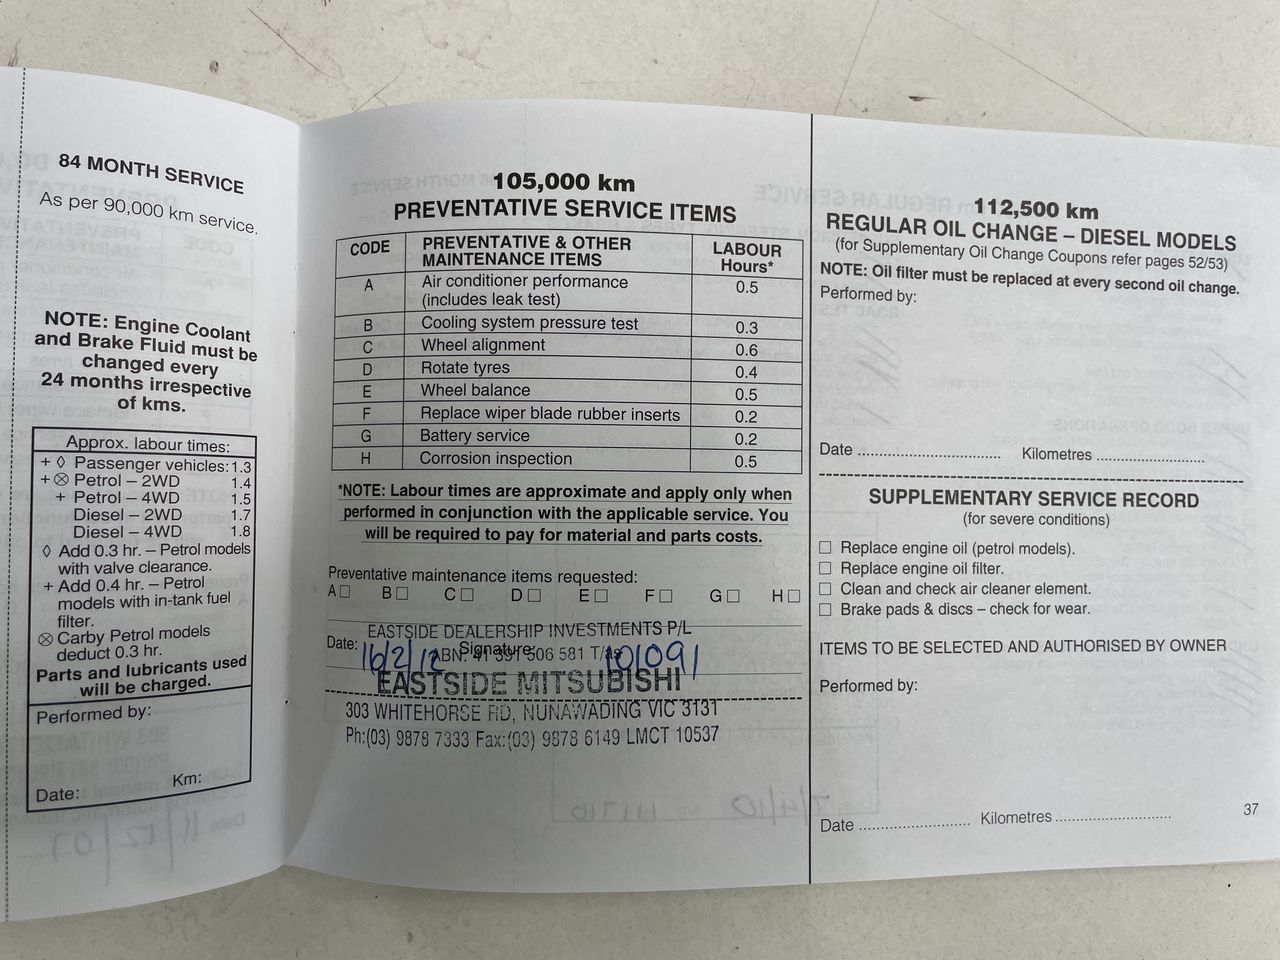 84 MONTH SERVICE
As per 90,000 km service.
NOTE: Engine Coolant
and Brake Fluid must be
changed every
24 months irrespective
of kms.
Approx. labour times:
+ ◊ Passenger vehicles: 1.3
+ ⊗ Petrol – 2WD 1.4
+ Petrol – 4WD 1.5
Diesel – 2WD 1.7
Diesel – 4WD 1.8
◊ Add 0.3 hr. – Petrol models
with valve clearance.
+ Add 0.4 hr. – Petrol
models with in-tank fuel
filter.
⊗ Carby Petrol models
deduct 0.3 hr.
Parts and lubricants used
will be charged.
Performed by:
Km:
Date:
105,000 km
PREVENTATIVE SERVICE ITEMS
CODE PREVENTATIVE & OTHER MAINTENANCE ITEMS LABOUR Hours*
A Air conditioner performance 0.5
(includes leak test)
B Cooling system pressure test 0.3
C Wheel alignment 0.6
D Rotate tyres 0.4
E Wheel balance 0.5
F Replace wiper blade rubber inserts 0.2
G Battery service 0.2
H Corrosion inspection 0.5
*NOTE: Labour times are approximate and apply only when
performed in conjunction with the applicable service. You
will be required to pay for material and parts costs.
Preventative maintenance items requested:
A☐ B☐ C☐ D☐ E☐ F☐ G☐ H☐
EASTSIDE DEALERSHIP INVESTMENTS P/L
Date: 16/2/12 Signature: 101091
ABN: 41 391 506 581 T/as
EASTSIDE MITSUBISHI
303 WHITEHORSE RD, NUNAWADING VIC 3131
Ph:(03) 9878 7333 Fax:(03) 9878 6149 LMCT 10537
112,500 km
REGULAR OIL CHANGE – DIESEL MODELS
(for Supplementary Oil Change Coupons refer pages 52/53)
NOTE: Oil filter must be replaced at every second oil change.
Performed by:
Date .............................. Kilometres .......................
SUPPLEMENTARY SERVICE RECORD
(for severe conditions)
☐ Replace engine oil (petrol models).
☐ Replace engine oil filter.
☐ Clean and check air cleaner element.
☐ Brake pads & discs – check for wear.
ITEMS TO BE SELECTED AND AUTHORISED BY OWNER
Performed by:
Date ....................... Kilometres ........................
37